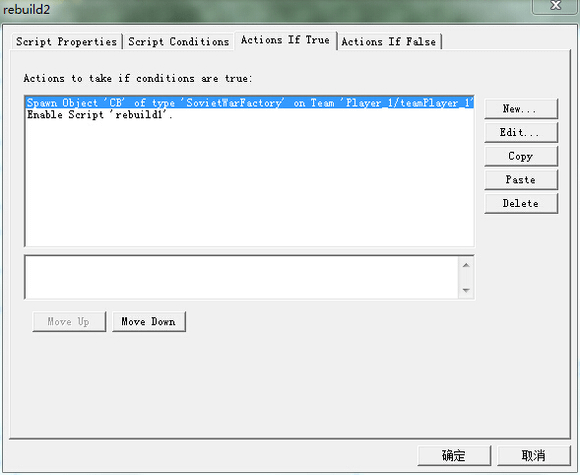 rebuild2
Script Properties Script Conditions Actions If True Actions If False
Actions to take if conditions are true:
Spawn Object 'CB' of type 'SovietWarFactory' on Team 'Player_1/teamPlayer_1'
Enable Script 'rebuild1'.
New...
Edit...
Copy
Paste
Delete
Move Up Move Down
确定 取消